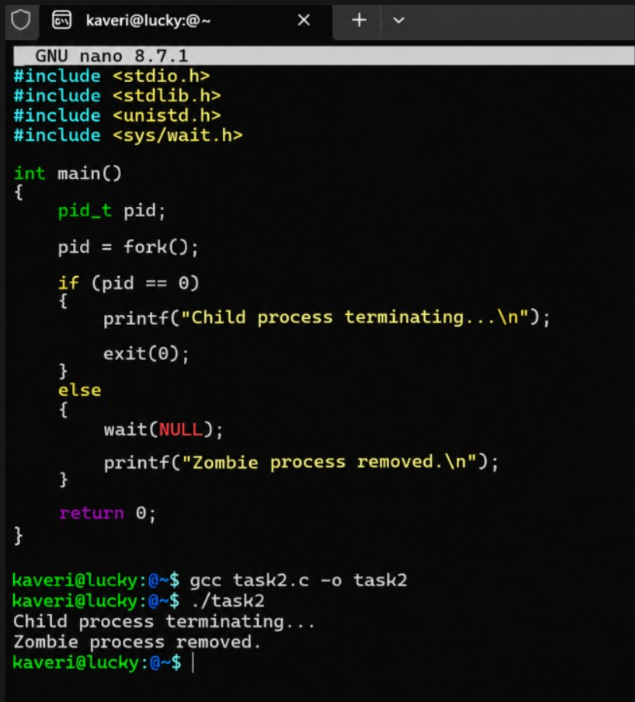 kaveri@lucky:@~
GNU nano 8.7.1
#include <stdio.h>
#include <stdlib.h>
#include <unistd.h>
#include <sys/wait.h>
int main()
{
    pid_t pid;
    pid = fork();
    if (pid == 0)
    {
        printf("Child process terminating...\n");
        exit(0);
    }
    else
    {
        wait(NULL);
        printf("Zombie process removed.\n");
    }
    return 0;
}
kaveri@lucky:@~$ gcc task2.c -o task2
kaveri@lucky:@~$ ./task2
Child process terminating...
Zombie process removed.
kaveri@lucky:@~$